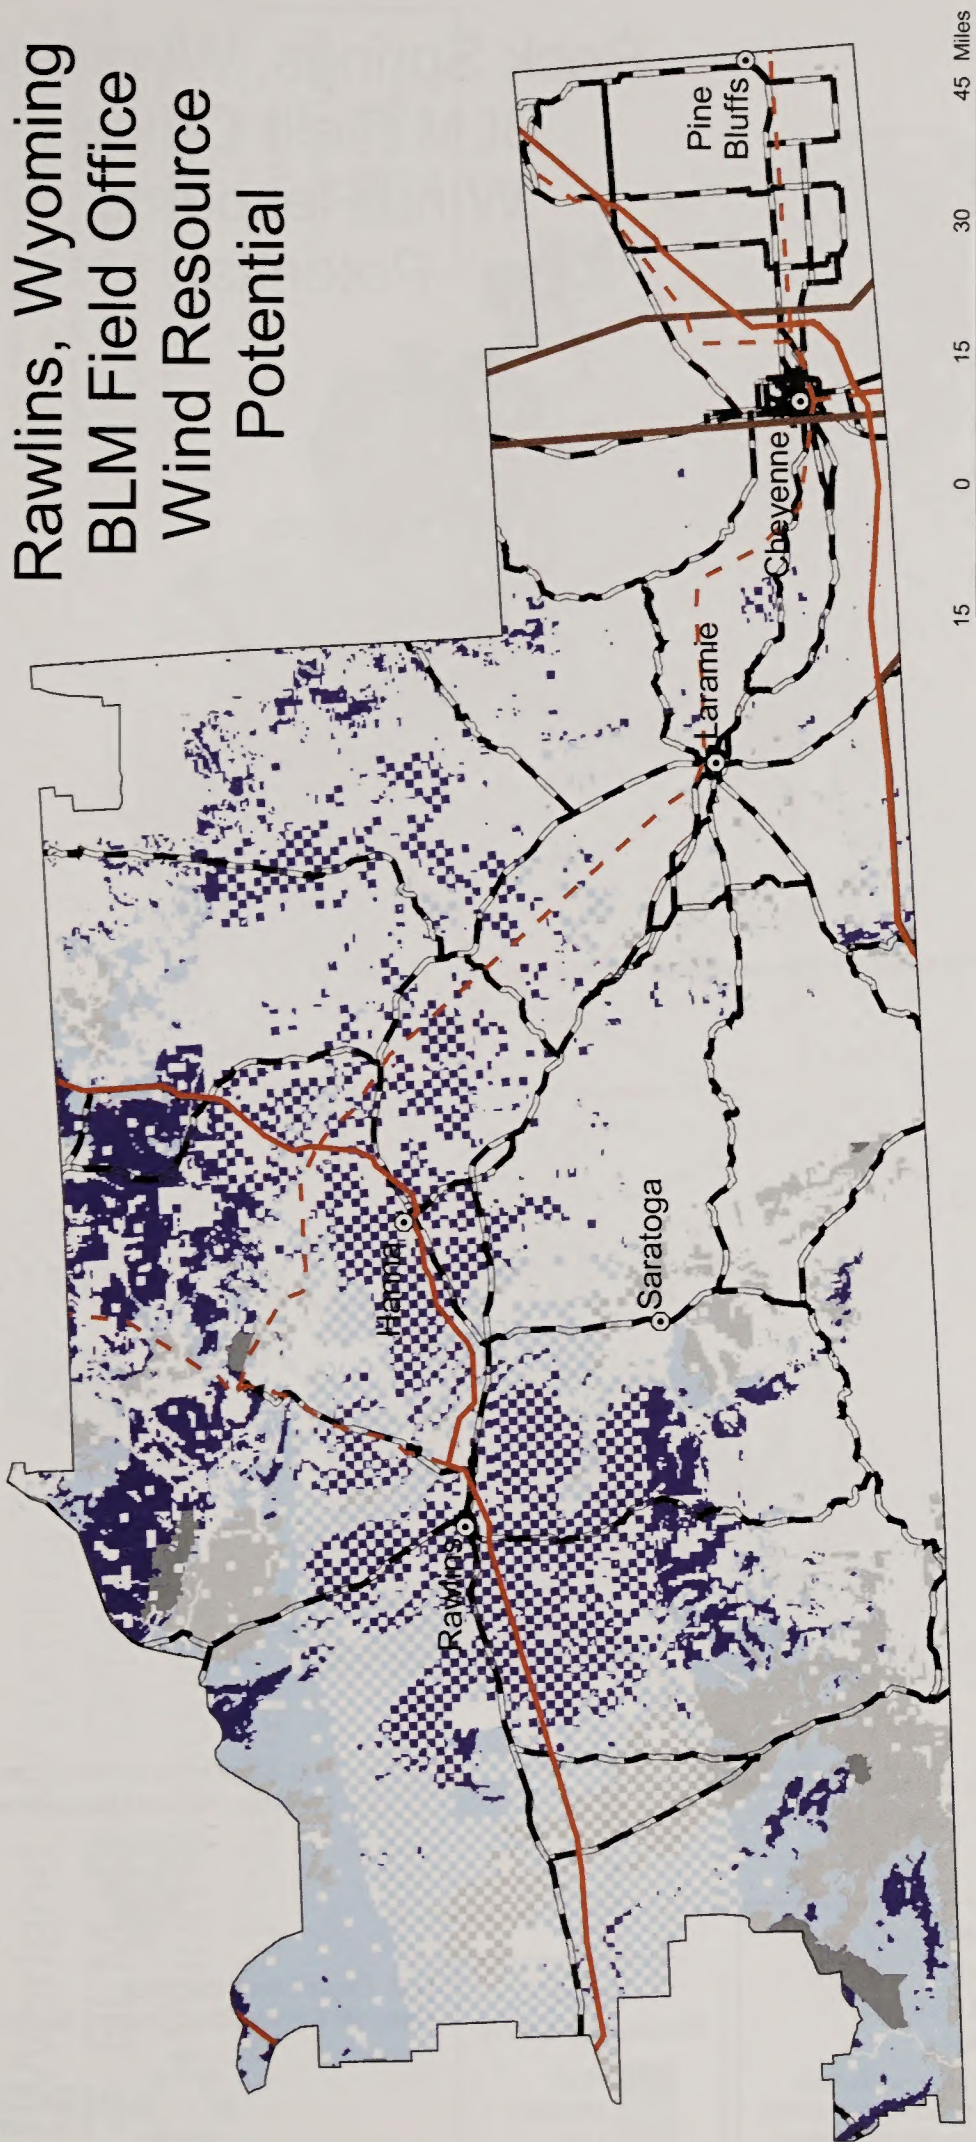 Rawlins, Wyoming
BLM Field Office
Wind Resource
Potential
Pine
Bluffs
Cheyenne
Laramie
Hanna
Saratoga
Rawlins
15 0 15 30 45 Miles